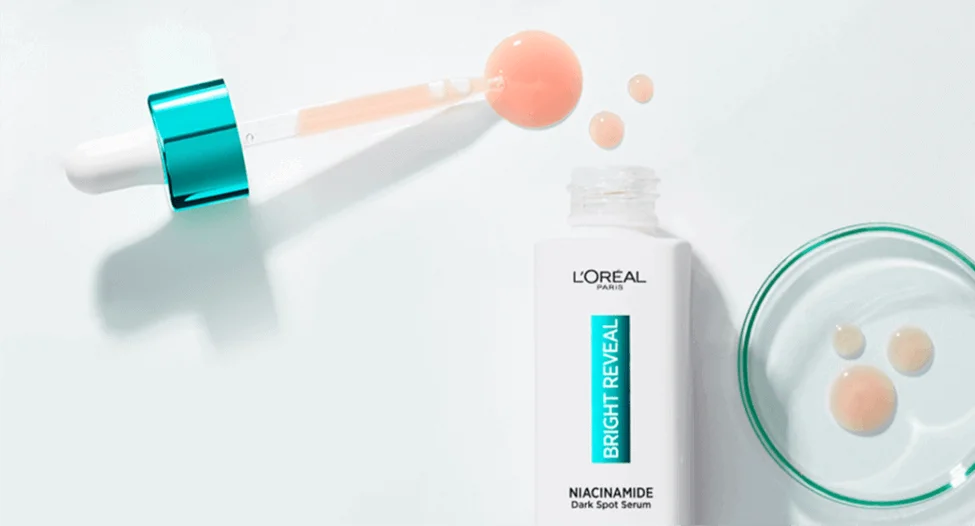 L'ORÉAL
PARIS
BRIGHT REVEAL
NIACINAMIDE
Dark Spot Serum